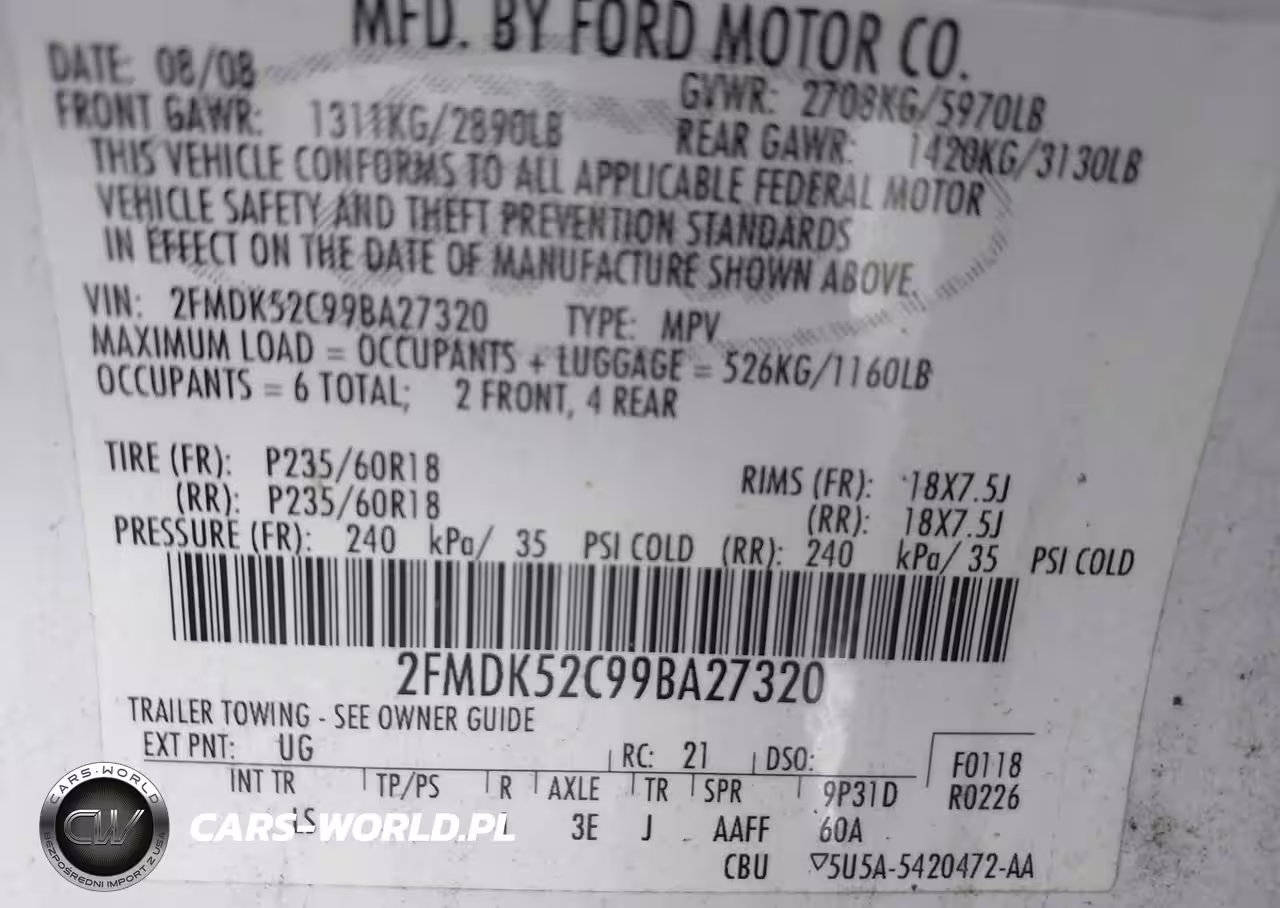 MFD. BY FORD MOTOR CO.
DATE: 08/08
GVWR: 2708KG/5970LB
FRONT GAWR: 1311KG/2890LB
REAR GAWR: 1420KG/3130LB
THIS VEHICLE CONFORMS TO ALL APPLICABLE FEDERAL MOTOR
VEHICLE SAFETY AND THEFT PREVENTION STANDARDS
IN EFFECT ON THE DATE OF MANUFACTURE SHOWN ABOVE.
VIN: 2FMDK52C99BA27320 TYPE: MPV
MAXIMUM LOAD = OCCUPANTS + LUGGAGE = 526KG/1160LB
OCCUPANTS = 6 TOTAL; 2 FRONT, 4 REAR
TIRE (FR): P235/60R18 RIMS (FR): 18X7.5J
(RR): P235/60R18 (RR): 18X7.5J
PRESSURE (FR): 240 kPa/ 35 PSI COLD (RR): 240 kPa/ 35 PSI COLD
2FMDK52C99BA27320
TRAILER TOWING - SEE OWNER GUIDE
EXT PNT: UG RC: 21 DSO: F0118
INT TR TP/PS R AXLE TR SPR 9P31D R0226
LS 3E J AAFF 60A
CBU ▽5U5A-5420472-AA
CARS-WORLD
CW
BEZPOŚREDNI IMPORT Z USA
CARS-WORLD.PL